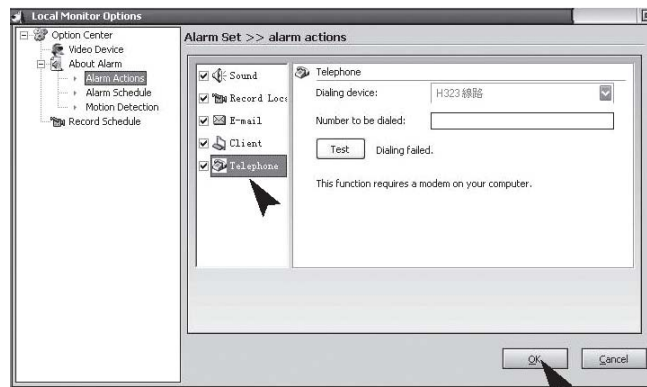 Local Monitor Options
Option Center
Video Device
About Alarm
Alarm Actions
Alarm Schedule
Motion Detection
Record Schedule
Alarm Set >> alarm actions
Sound
Record Loca
E-mail
Client
Telephone
Telephone
Dialing device:
H323 線路
Number to be dialed:
Test
Dialing failed.
This function requires a modem on your computer.
OK
Cancel